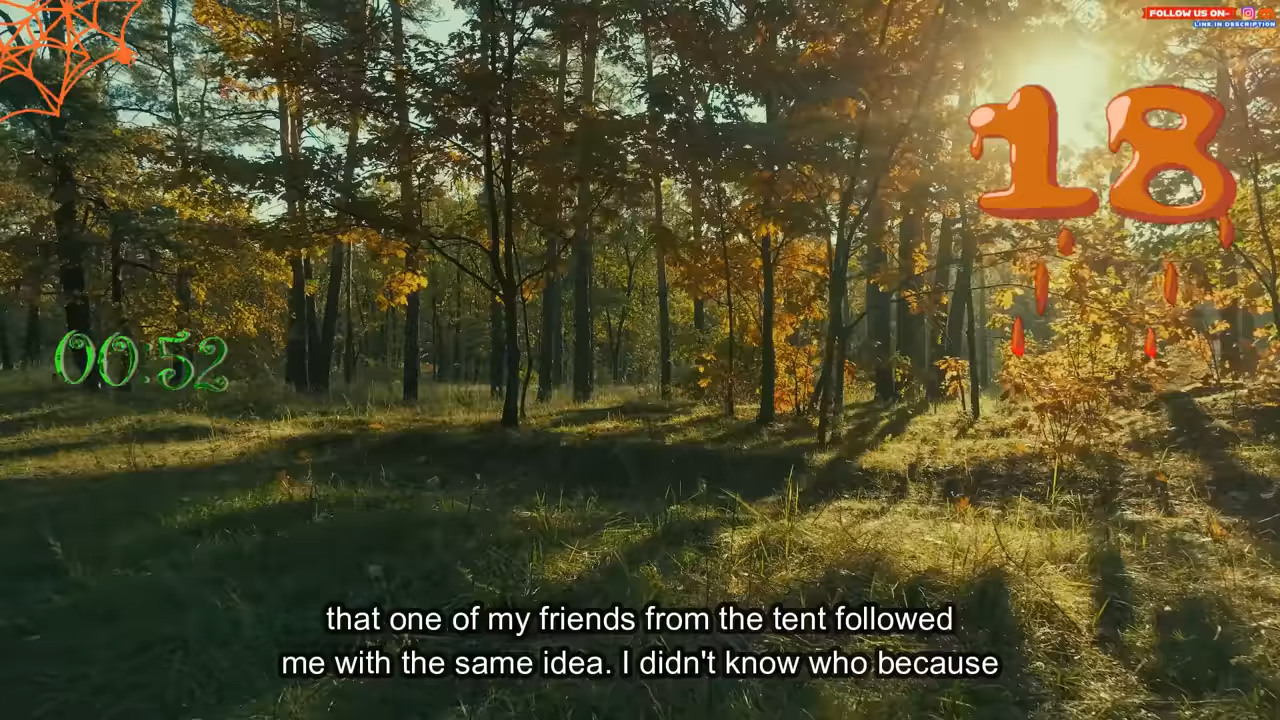 FOLLOW US ON-
LINK IN DESCRIPTION
18
00:52
that one of my friends from the tent followed
me with the same idea. I didn't know who because